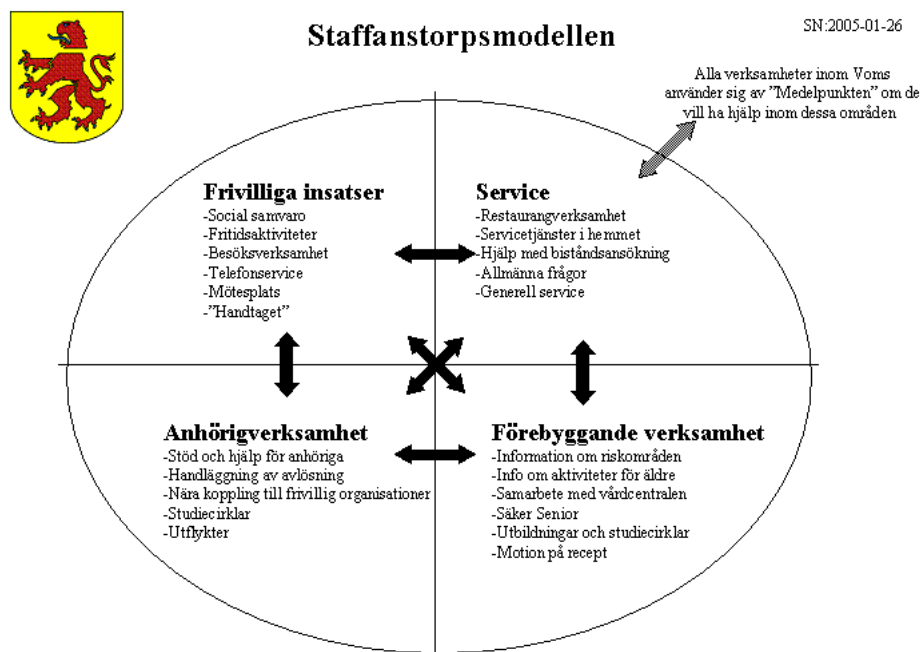 Staffanstorpsmodellen
SN:2005-01-26
Alla verksamheter inom Voms
använder sig av "Medelpunkten" om de
vill ha hjälp inom dessa områden
Frivilliga insatser
-Social samvaro
-Fritidsaktiviteter
-Besöksverksamhet
-Telefonservice
-Mötesplats
-"Handtaget"
Service
-Restaurangverksamhet
-Servicetjänster i hemmet
-Hjälp med biståndsansökning
-Allmänna frågor
-Generell service
Anhörigverksamhet
-Stöd och hjälp för anhöriga
-Handläggning av avlösning
-Nära koppling till frivillig organisationer
-Studiecirklar
-Utflykter
Förebyggande verksamhet
-Information om riskområden
-Info om aktiviteter för äldre
-Samarbete med vårdcentralen
-Säker Senior
-Utbildningar och studiecirklar
-Motion på recept